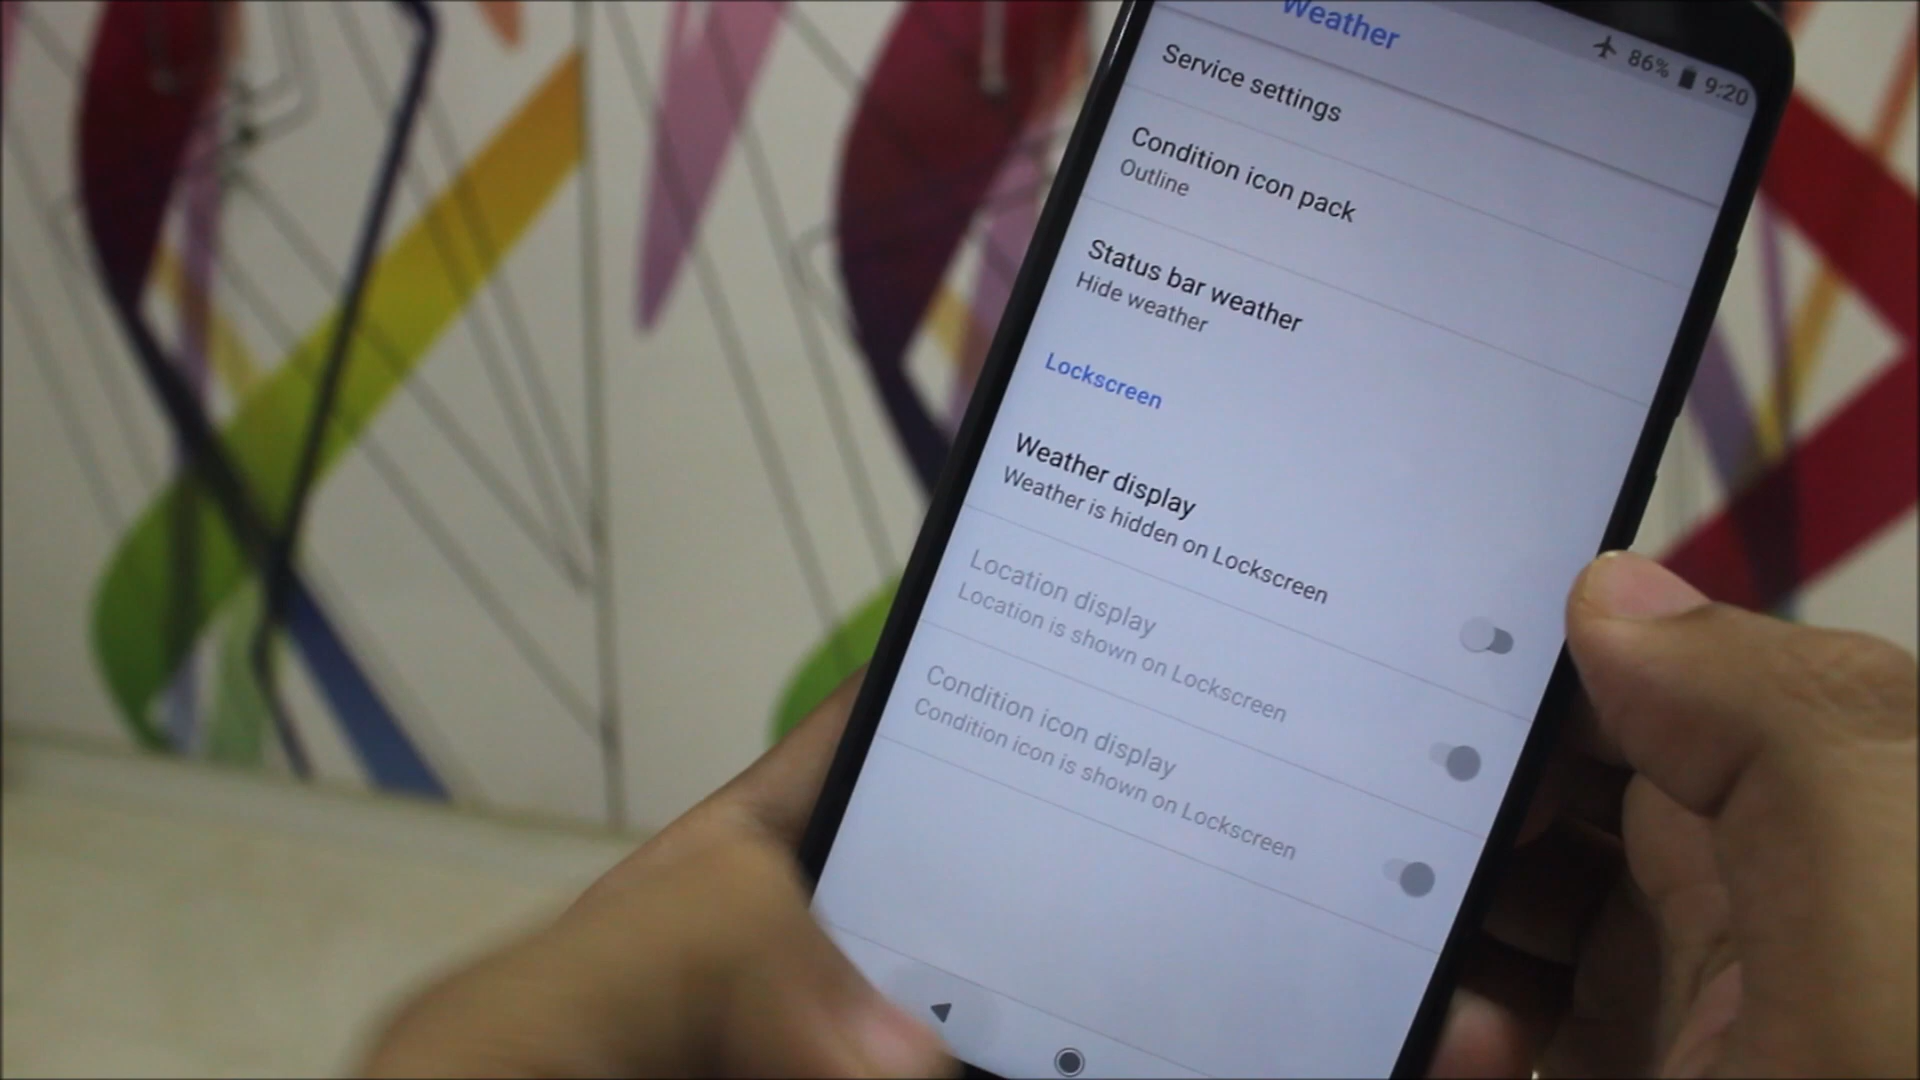 86% 9:20
Weather
Service settings
Condition icon pack
Outline
Status bar weather
Hide weather
Lockscreen
Weather display
Weather is hidden on Lockscreen
Location display
Location is shown on Lockscreen
Condition icon display
Condition icon is shown on Lockscreen